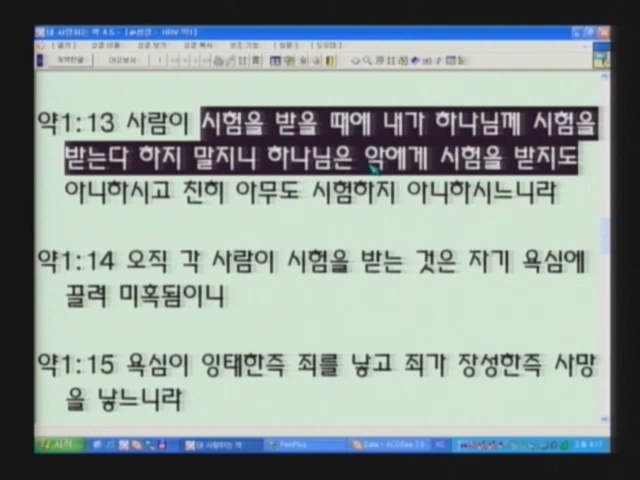 약1:13 사람이 시험을 받을 때에 내가 하나님께 시험을
받는다 하지 말지니 하나님은 악에게 시험을 받지도
아니하시고 친히 아무도 시험하지 아니하시느니라
약1:14 오직 각 사람이 시험을 받는 것은 자기 욕심에
끌려 미혹됨이니
약1:15 욕심이 잉태한즉 죄를 낳고 죄가 장성한즉 사망
을 낳느니라
시작